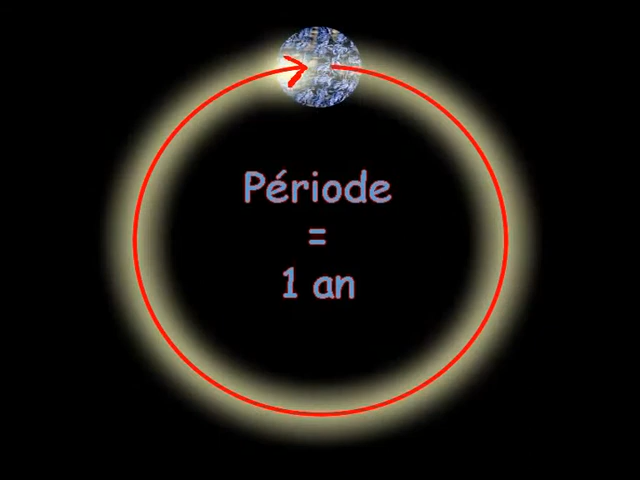 Période
=
1 an